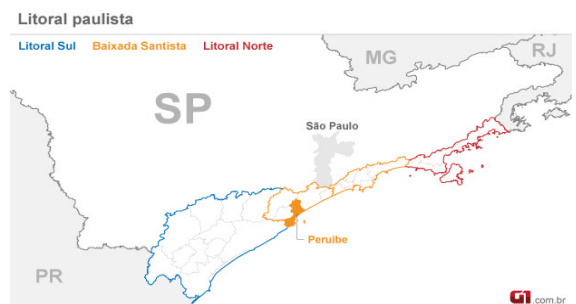 Litoral paulista
Litoral Sul Baixada Santista Litoral Norte
MG
RJ
SP
São Paulo
Peruíbe
PR
G1.com.br